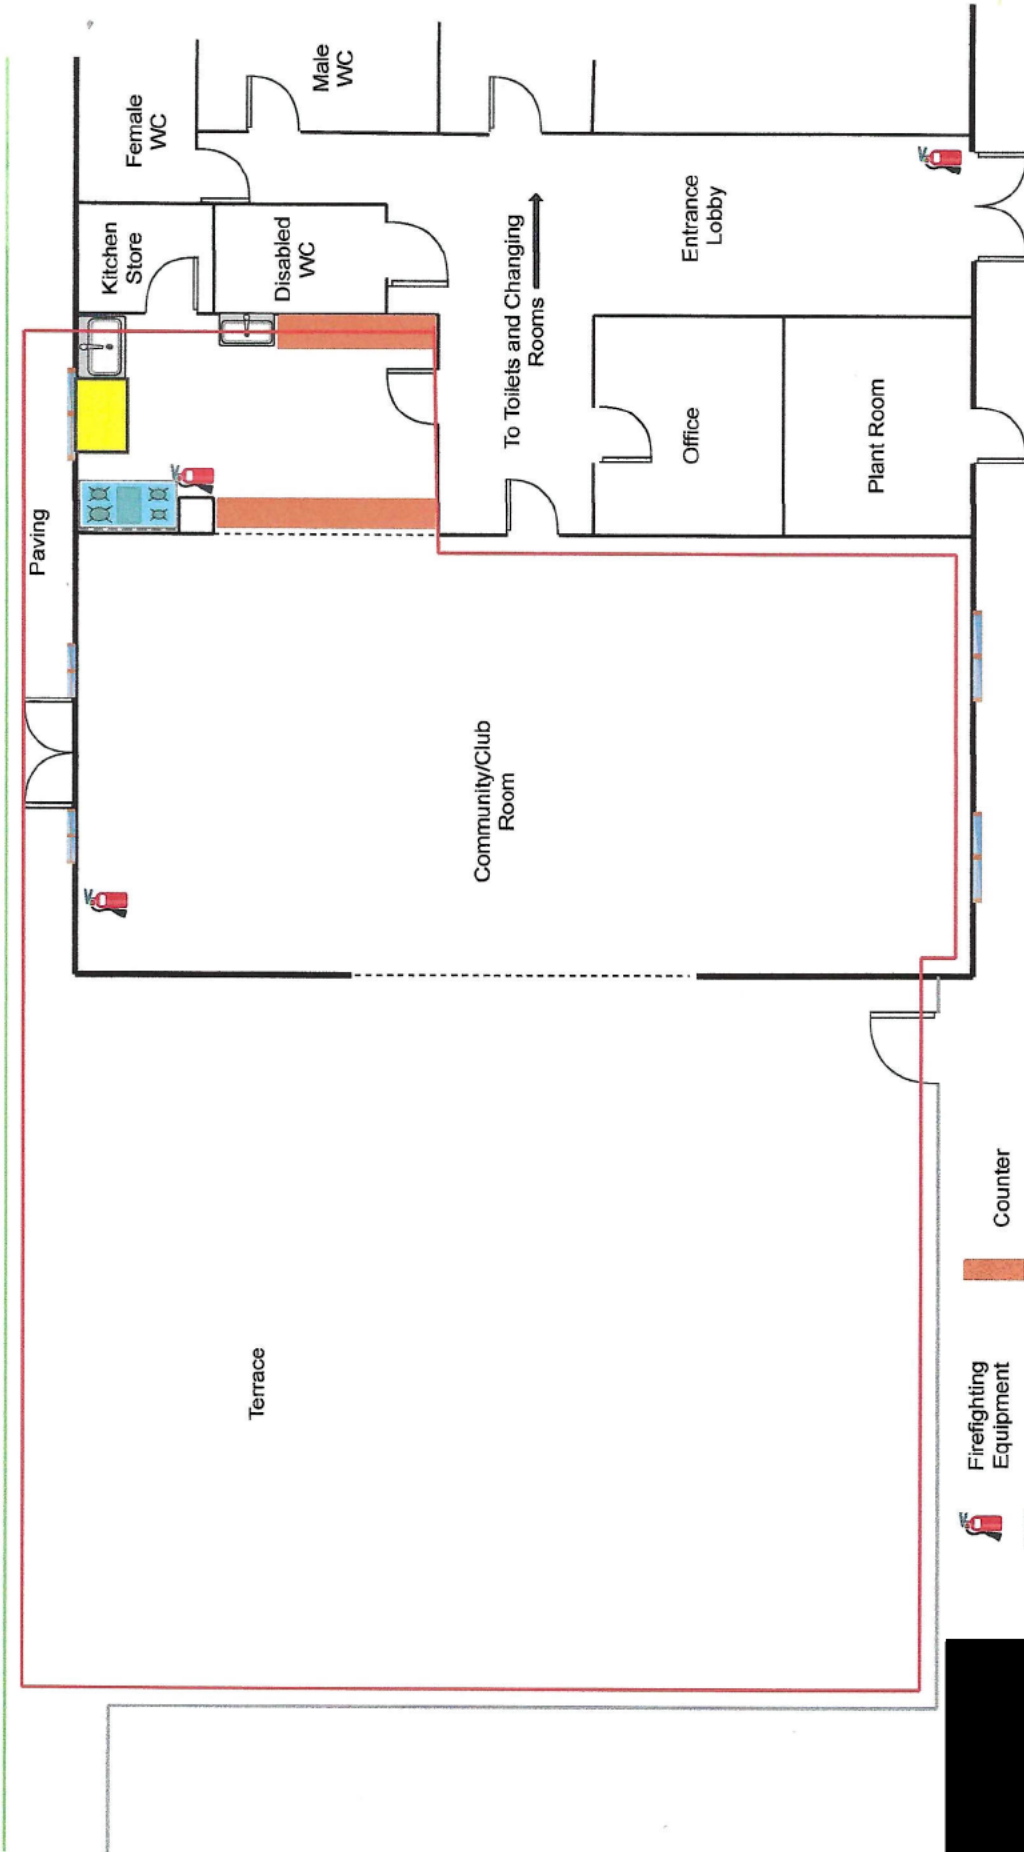 Male
WC
Female
WC
Kitchen
Store
Disabled
WC
Entrance
Lobby
To Toilets and Changing
Rooms
Office
Plant Room
Paving
Community/Club
Room
Terrace
Counter
Firefighting
Equipment